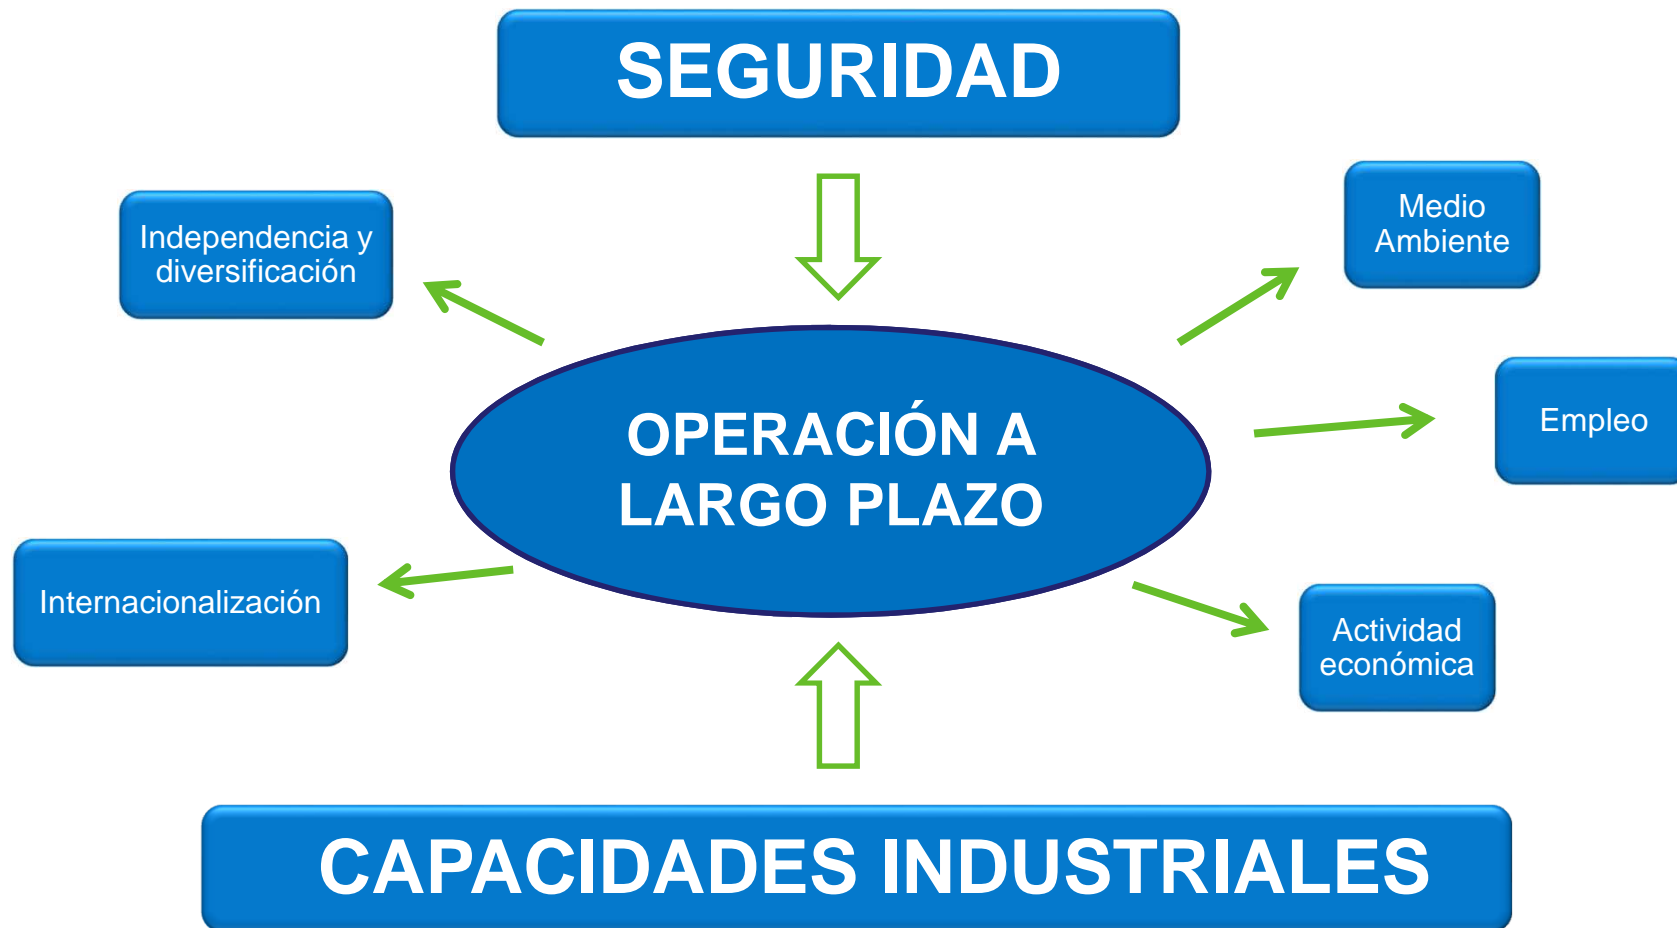 SEGURIDAD
Independencia y
diversificación
Medio
Ambiente
OPERACIÓN A
LARGO PLAZO
Empleo
Internacionalización
Actividad
económica
CAPACIDADES INDUSTRIALES